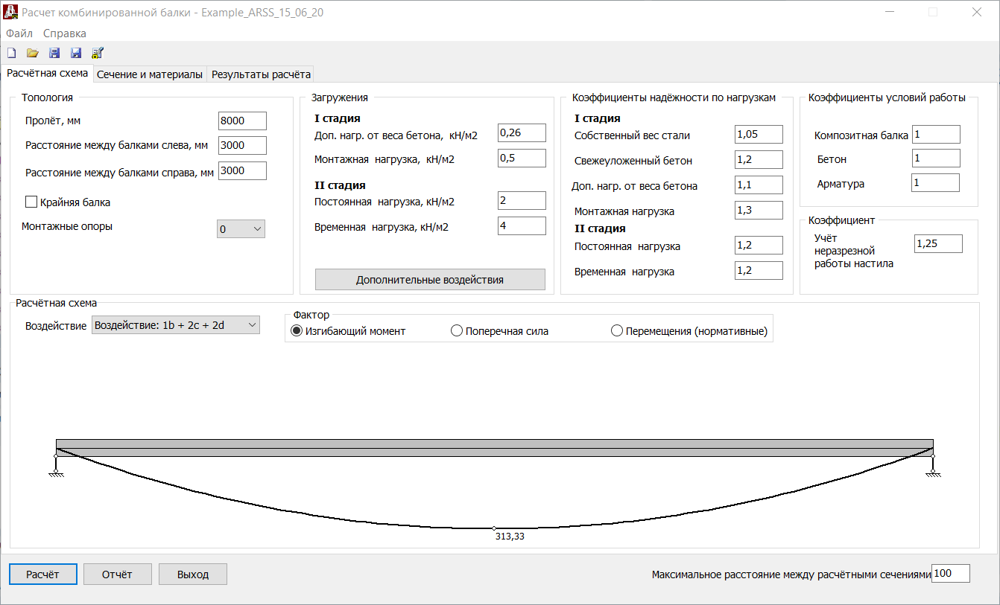 Расчет комбинированной балки - Example_ARSS_15_06_20
Файл Справка
Расчётная схема Сечение и материалы Результаты расчёта
Топология
Пролёт, мм 8000
Расстояние между балками слева, мм 3000
Расстояние между балками справа, мм 3000
Крайняя балка
Монтажные опоры 0
Загружения
I стадия
Доп. нагр. от веса бетона, кН/м2 0,26
Монтажная нагрузка, кН/м2 0,5
II стадия
Постоянная нагрузка, кН/м2 2
Временная нагрузка, кН/м2 4
Дополнительные воздействия
Коэффициенты надёжности по нагрузкам
I стадия
Собственный вес стали 1,05
Свежеуложенный бетон 1,2
Доп. нагр. от веса бетона 1,1
Монтажная нагрузка 1,3
II стадия
Постоянная нагрузка 1,2
Временная нагрузка 1,2
Коэффициенты условий работы
Композитная балка 1
Бетон 1
Арматура 1
Коэффициент
Учёт
неразрезной
работы настила 1,25
Расчётная схема
Воздействие Воздействие: 1b + 2c + 2d
Фактор
Изгибающий момент Поперечная сила Перемещения (нормативные)
313,33
Расчёт Отчёт Выход Максимальное расстояние между расчётными сечениями 100